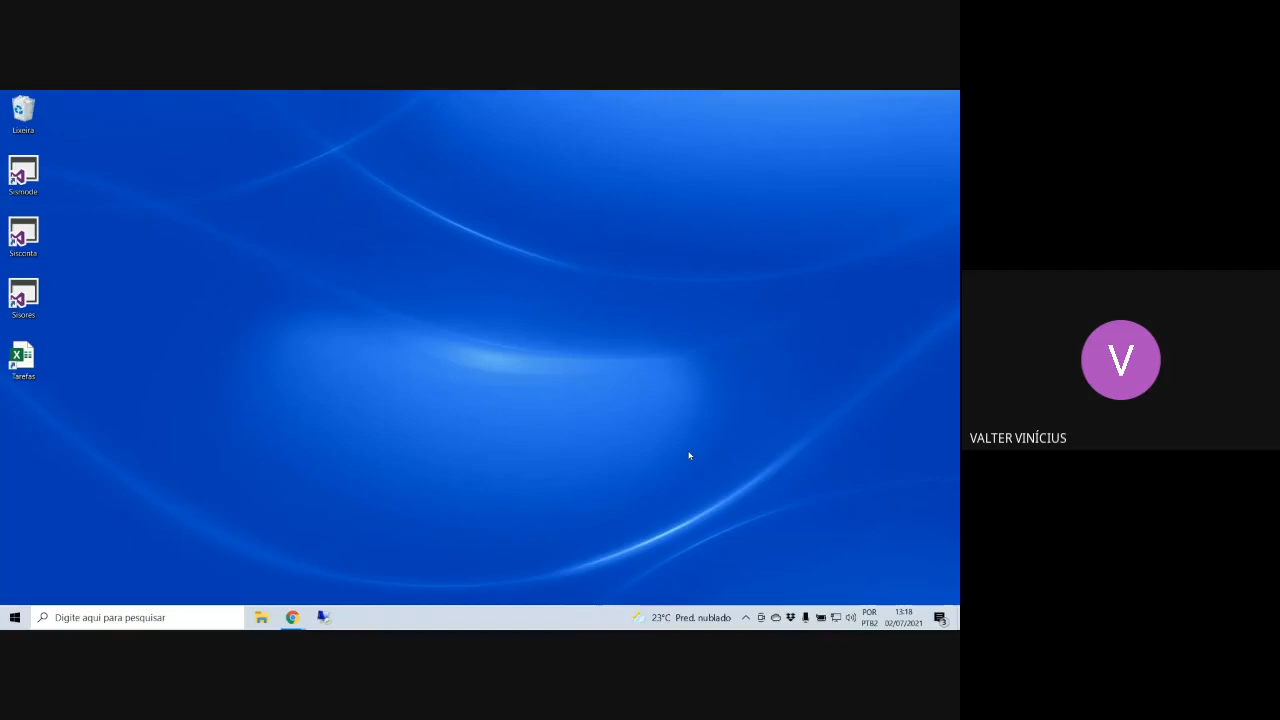 Lixeira
Sismode
Sisconta
Sisores
Tarefas
Digite aqui para pesquisar
23°C Pred. nublado
POR
PTB2
13:18
02/07/2021
3
V
VALTER VINÍCIUS